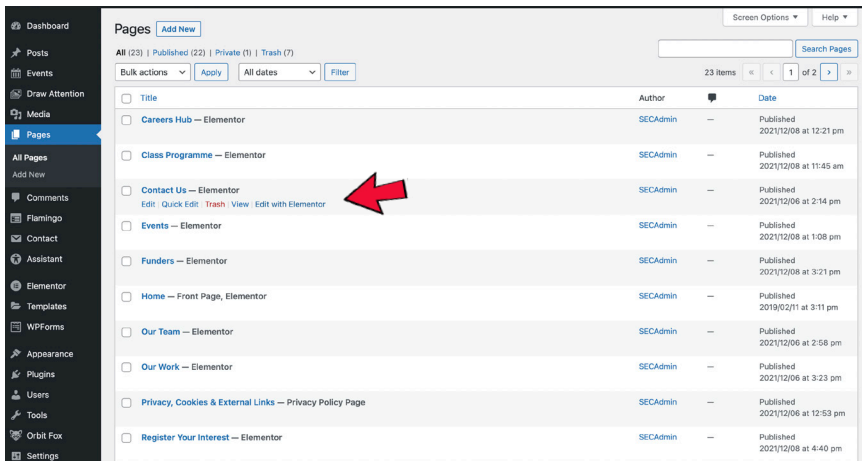 Dashboard
Posts
Events
Draw Attention
Media
Pages
All Pages
Add New
Comments
Flamingo
Contact
Assistant
Elementor
Templates
WPForms
Appearance
Plugins
Users
Tools
Orbit Fox
Settings
Screen Options ▼ Help ▼
Pages Add New
All (23) | Published (22) | Private (1) | Trash (7)
Search Pages
Bulk actions Apply All dates Filter 23 items « ‹ 1 of 2 › »
Title Author Date
Careers Hub — Elementor SECAdmin — Published
2021/12/08 at 12:21 pm
Class Programme — Elementor SECAdmin — Published
2021/12/08 at 11:45 am
Contact Us — Elementor SECAdmin — Published
Edit | Quick Edit | Trash | View | Edit with Elementor 2021/12/06 at 2:14 pm
Events — Elementor SECAdmin — Published
2021/12/08 at 1:08 pm
Funders — Elementor SECAdmin — Published
2021/12/08 at 3:21 pm
Home — Front Page, Elementor SECAdmin — Published
2019/02/11 at 3:11 pm
Our Team — Elementor SECAdmin — Published
2021/12/06 at 2:58 pm
Our Work — Elementor SECAdmin — Published
2021/12/06 at 3:23 pm
Privacy, Cookies & External Links — Privacy Policy Page SECAdmin — Published
2021/12/06 at 12:53 pm
Register Your Interest — Elementor SECAdmin — Published
2021/12/08 at 4:40 pm